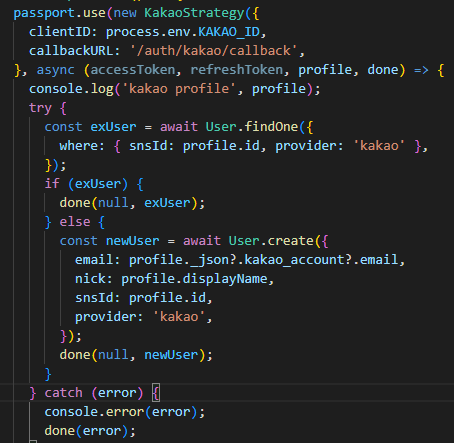 passport.use(new KakaoStrategy({
  clientID: process.env.KAKAO_ID,
  callbackURL: '/auth/kakao/callback',
}, async (accessToken, refreshToken, profile, done) => {
  console.log('kakao profile', profile);
  try {
    const exUser = await User.findOne({
      where: { snsId: profile.id, provider: 'kakao' },
    });
    if (exUser) {
      done(null, exUser);
    } else {
      const newUser = await User.create({
        email: profile._json?.kakao_account?.email,
        nick: profile.displayName,
        snsId: profile.id,
        provider: 'kakao',
      });
      done(null, newUser);
    }
  } catch (error) {
    console.error(error);
    done(error);